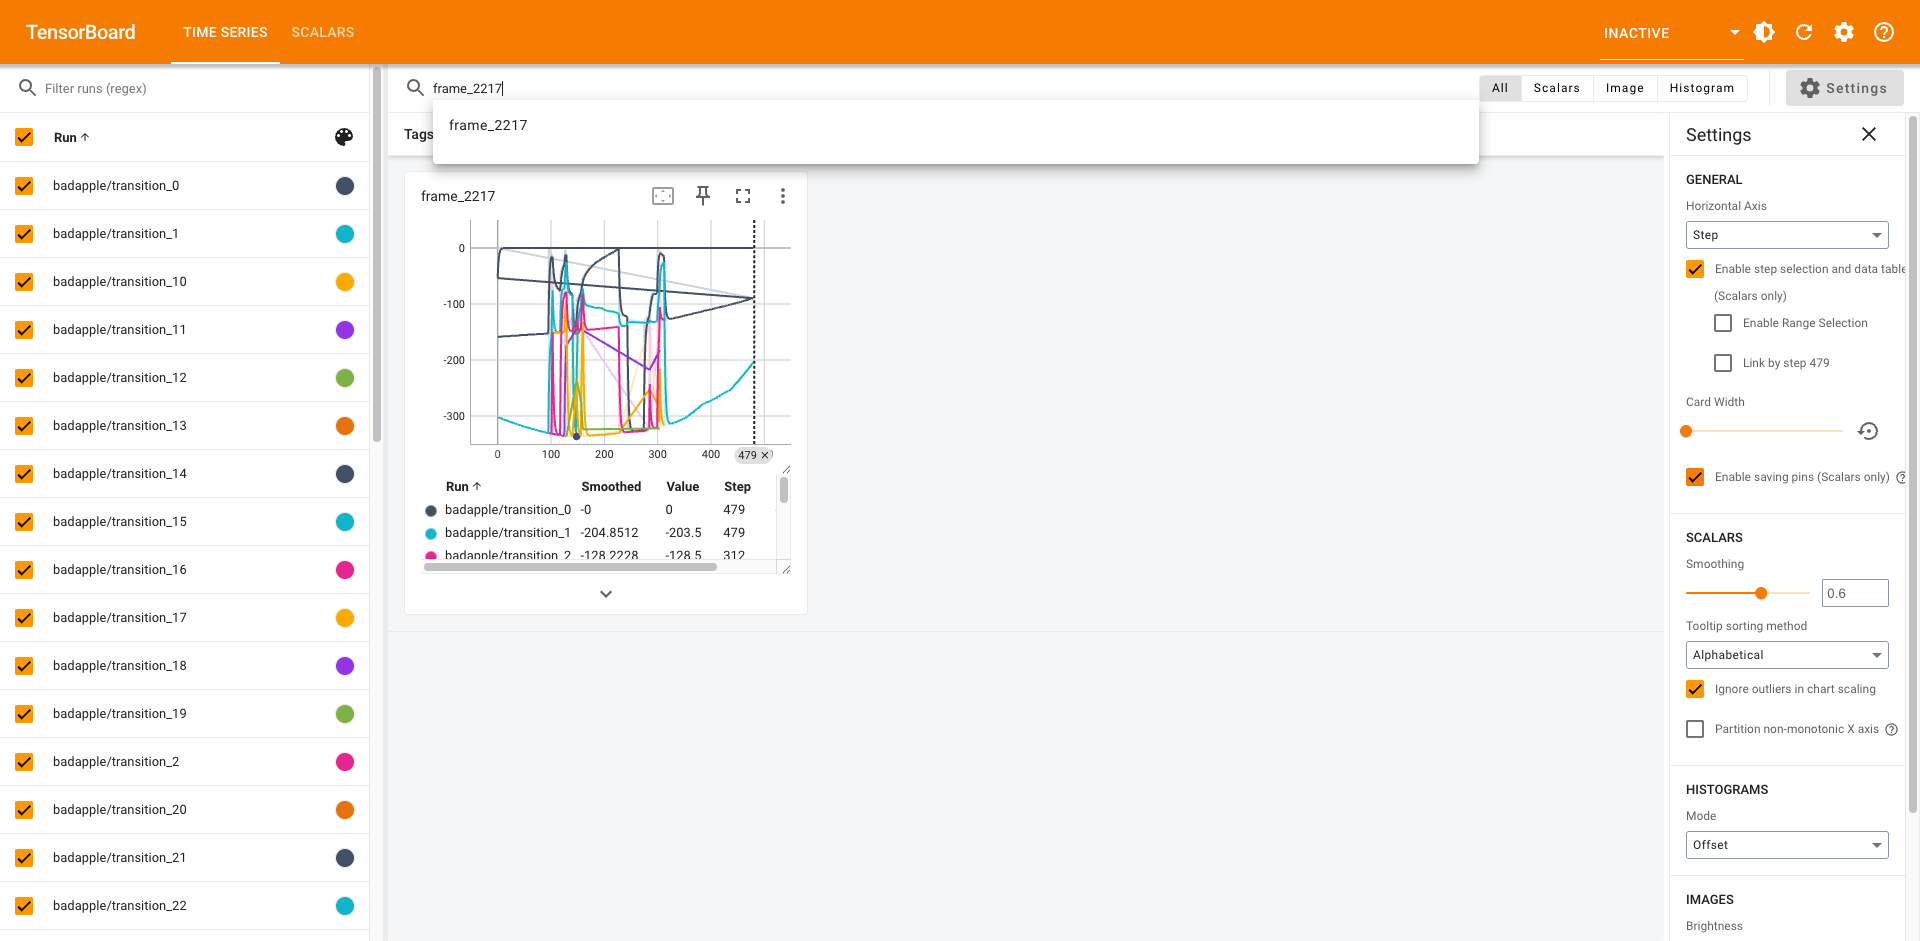 TensorBoard
TIME SERIES
SCALARS
INACTIVE
Filter runs (regex)
frame_2217
All
Scalars
Image
Histogram
Settings
frame_2217
Run
Tags
badapple/transition_0
badapple/transition_1
badapple/transition_10
badapple/transition_11
badapple/transition_12
badapple/transition_13
badapple/transition_14
badapple/transition_15
badapple/transition_16
badapple/transition_17
badapple/transition_18
badapple/transition_19
badapple/transition_2
badapple/transition_20
badapple/transition_21
badapple/transition_22
frame_2217
0
-100
-200
-300
0 100 200 300 400 479
Run Smoothed Value Step
badapple/transition_0 -0 0 479
badapple/transition_1 -204.8512 -203.5 479
badapple/transition_2 -128.2228 -128.5 312
Settings
GENERAL
Horizontal Axis
Step
Enable step selection and data table
(Scalars only)
Enable Range Selection
Link by step 479
Card Width
Enable saving pins (Scalars only)
SCALARS
Smoothing
0.6
Tooltip sorting method
Alphabetical
Ignore outliers in chart scaling
Partition non-monotonic X axis
HISTOGRAMS
Mode
Offset
IMAGES
Brightness